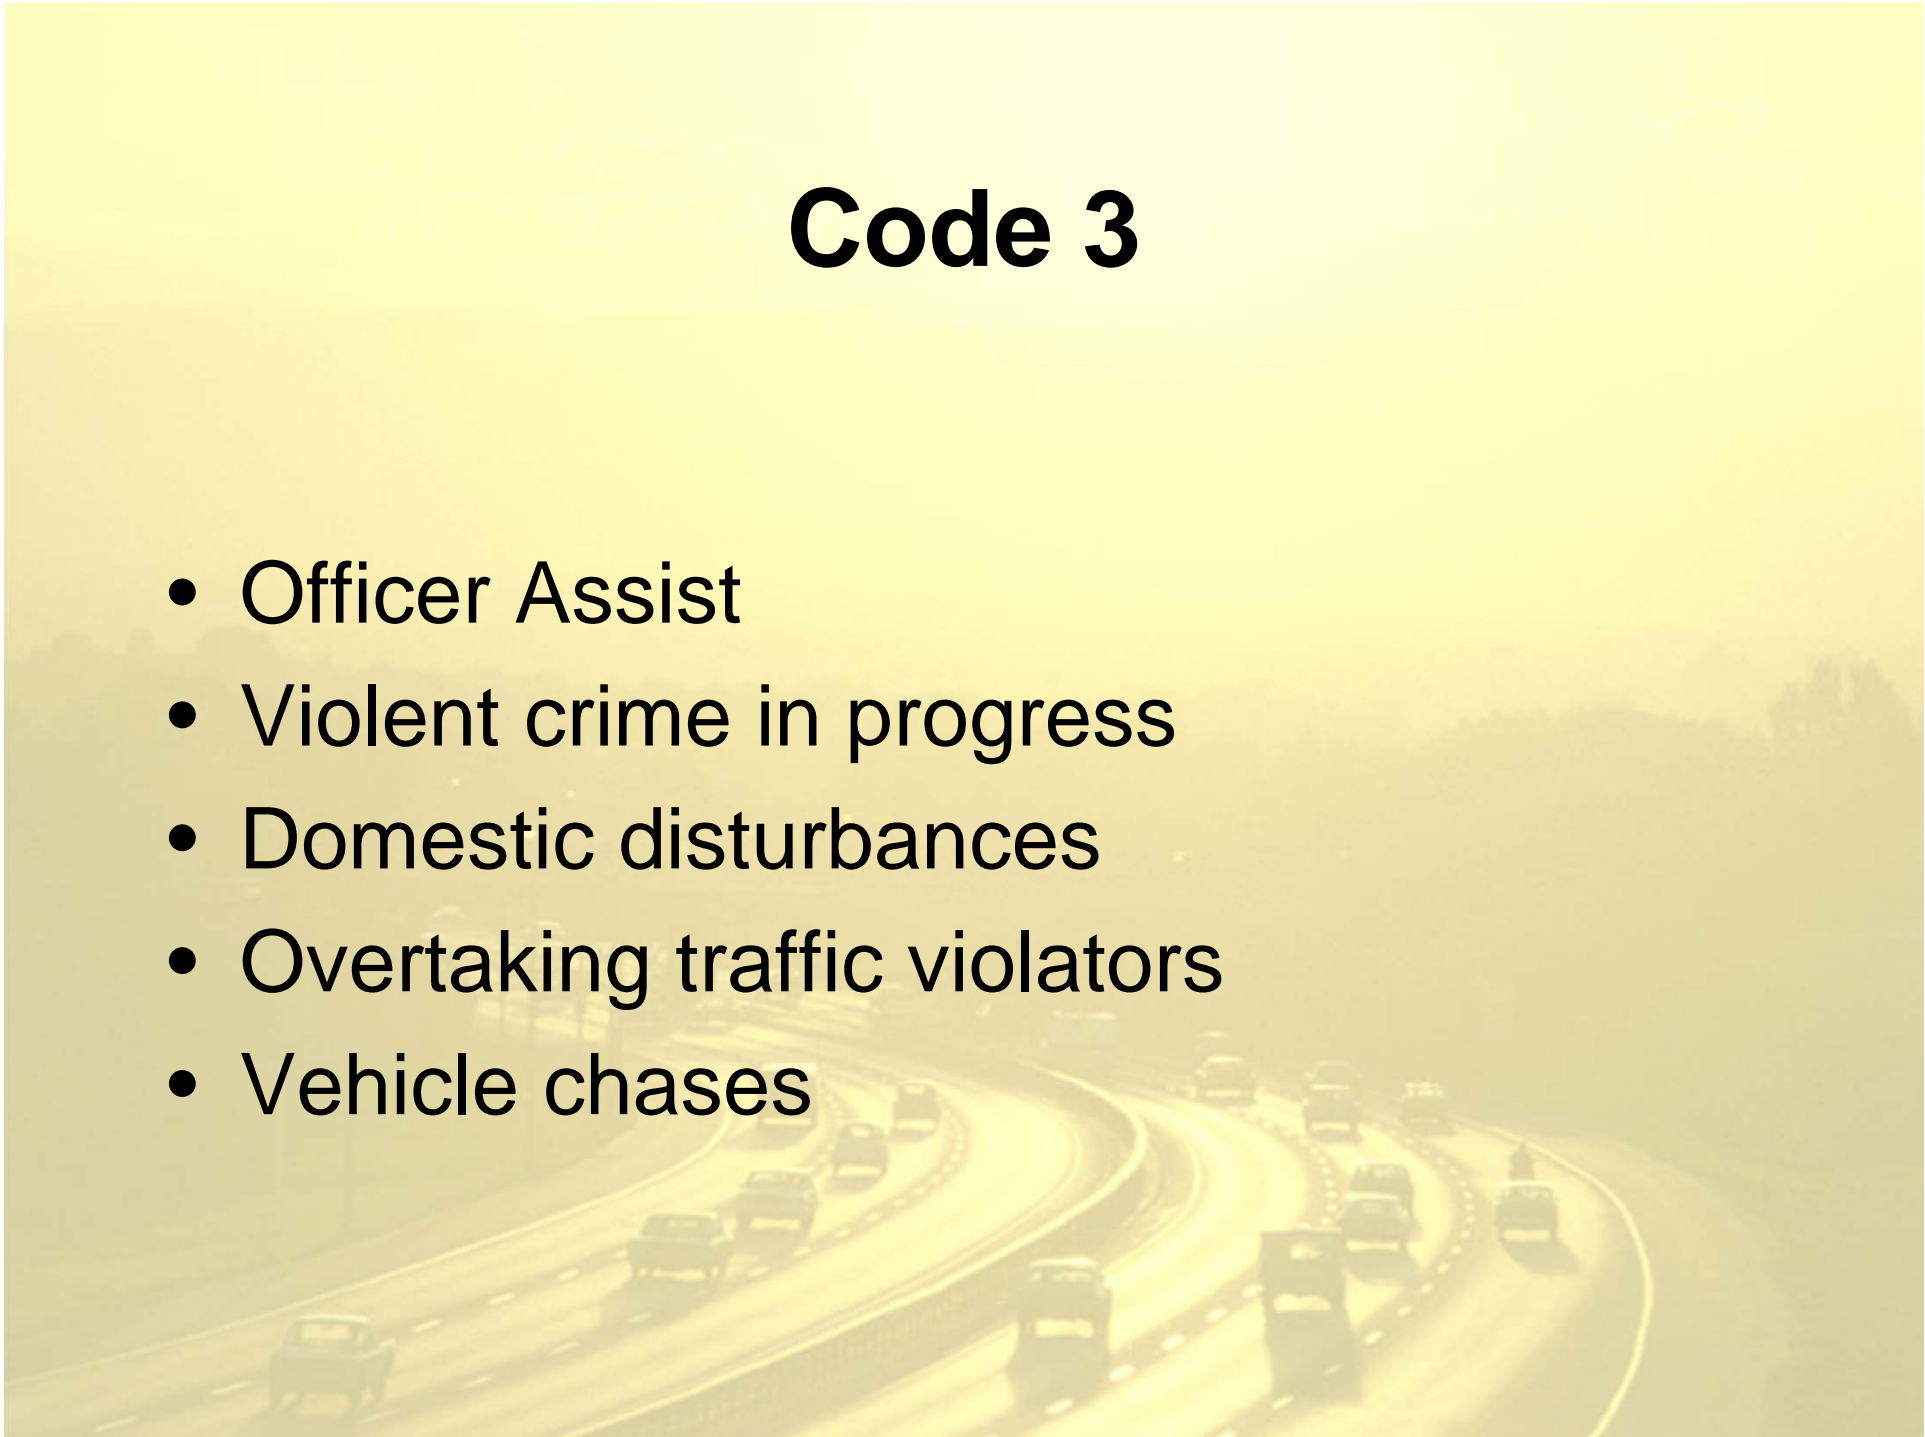 Code 3
• Officer Assist
• Violent crime in progress
• Domestic disturbances
• Overtaking traffic violators
• Vehicle chases